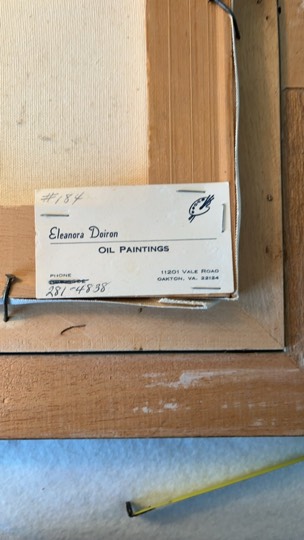 #184
Eleanora Doiron
OIL PAINTINGS
PHONE
281-4838
11201 VALE ROAD
OAKTON, VA. 22124